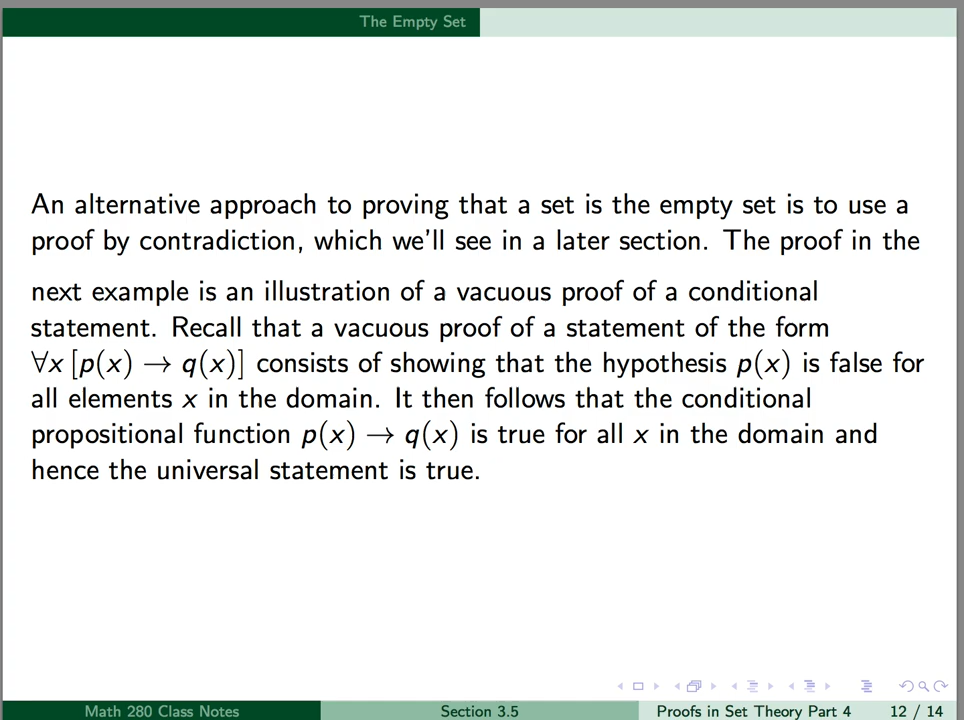 The Empty Set
An alternative approach to proving that a set is the empty set is to use a
proof by contradiction, which we'll see in a later section. The proof in the
next example is an illustration of a vacuous proof of a conditional
statement. Recall that a vacuous proof of a statement of the form
∀x [p(x) → q(x)] consists of showing that the hypothesis p(x) is false for
all elements x in the domain. It then follows that the conditional
propositional function p(x) → q(x) is true for all x in the domain and
hence the universal statement is true.
Math 280 Class Notes Section 3.5 Proofs in Set Theory Part 4 12 / 14